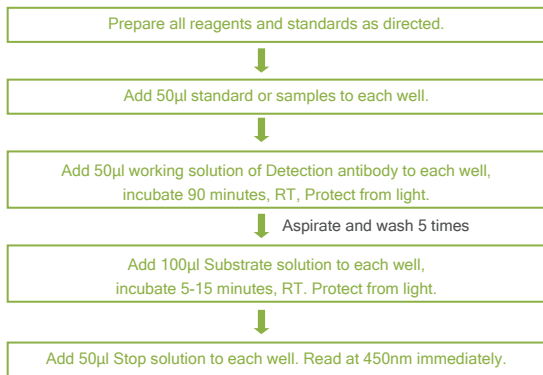 Prepare all reagents and standards as directed.
Add 50µl standard or samples to each well.
Add 50µl working solution of Detection antibody to each well,
incubate 90 minutes, RT, Protect from light.
Aspirate and wash 5 times
Add 100µl Substrate solution to each well,
incubate 5-15 minutes, RT. Protect from light.
Add 50µl Stop solution to each well. Read at 450nm immediately.